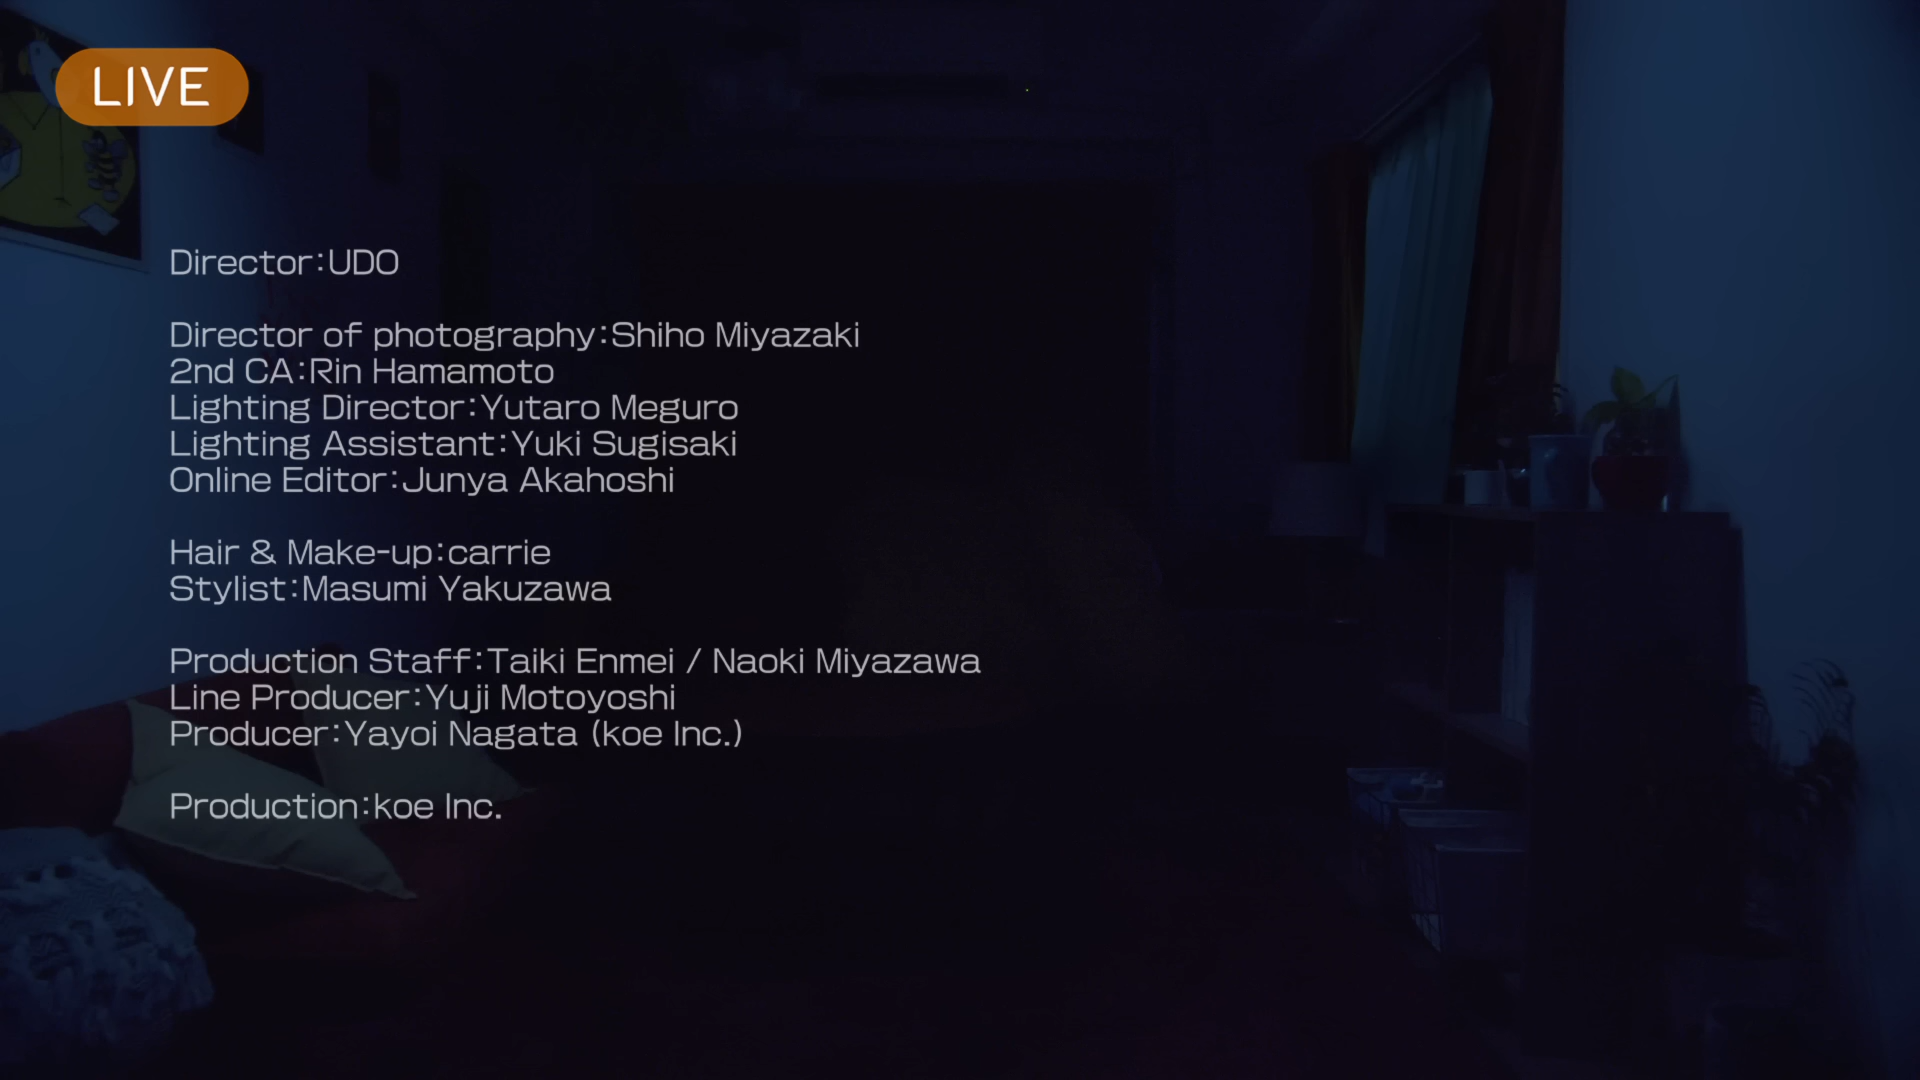 LIVE
Director:UDO
Director of photography:Shiho Miyazaki
2nd CA:Rin Hamamoto
Lighting Director:Yutaro Meguro
Lighting Assistant:Yuki Sugisaki
Online Editor:Junya Akahoshi
Hair & Make-up:carrie
Stylist:Masumi Yakuzawa
Production Staff:Taiki Enmei / Naoki Miyazawa
Line Producer:Yuji Motoyoshi
Producer:Yayoi Nagata (koe Inc.)
Production:koe Inc.